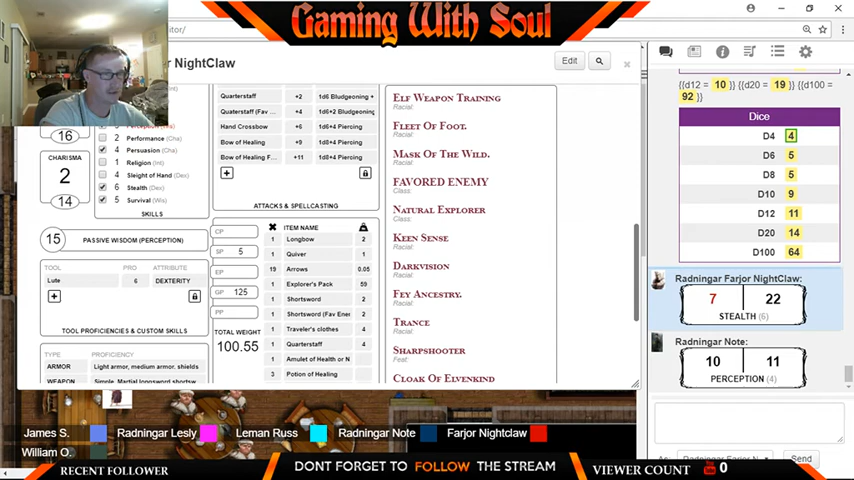 Gaming With Soul
itor/
r NightClaw
Edit
16
Performance (Cha)
4 Persuasion (Cha)
1 Religion (Int)
4 Sleight of Hand (Dex)
6 Stealth (Dex)
5 Survival (Wis)
SKILLS
CHARISMA
2
14
15 PASSIVE WISDOM (PERCEPTION)
TOOL PRO ATTRIBUTE
Lute 6 DEXTERITY
TOOL PROFICIENCIES & CUSTOM SKILLS
TYPE PROFICIENCY
ARMOR Light armor, medium armor. shields
WEAPON Simple, Martial longsword shortsw
Quarterstaff +2 1d6 Bludgeoning +
Quaterstaff (Fav ... +4 1d6+2 Bludgeoning
Hand Crossbow +6 1d6+4 Piercing
Bow of Healing +9 1d8+4 Piercing
Bow of Healing F... +11 1d8+4 Piercing
ATTACKS & SPELLCASTING
CP
SP 5
EP
GP 125
PP
TOTAL WEIGHT
100.55
ITEM NAME
1 Longbow 2
1 Quiver 1
19 Arrows 0.05
1 Explorer's Pack 59
1 Shortsword 2
1 Shortsword (Fav Ene
1 Traveler's clothes 4
1 Quarterstaff 4
1 Amulet of Health or N
3 Potion of Healing
ELF WEAPON TRAINING
Racial:
FLEET OF FOOT.
Racial:
MASK OF THE WILD.
Racial:
FAVORED ENEMY
Class:
NATURAL EXPLORER
Class:
KEEN SENSE
Racial:
DARKVISION
Racial:
FEY ANCESTRY.
Racial:
TRANCE
Racial:
SHARPSHOOTER
Feat:
CLOAK OF ELVENKIND
{{d12 = 10 }} {{d20 = 19 }} {{d100 =
92 }}
Dice
D4 4
D6 5
D8 5
D10 9
D12 11
D20 14
D100 64
Radningar Farjor NightClaw:
7 22
STEALTH (6)
Radningar Note:
10 11
PERCEPTION (4)
Send
James S. Radningar Lesly Leman Russ Radningar Note Farjor Nightclaw
William O.
RECENT FOLLOWER
DONT FORGET TO FOLLOW THE STREAM
VIEWER COUNT 0